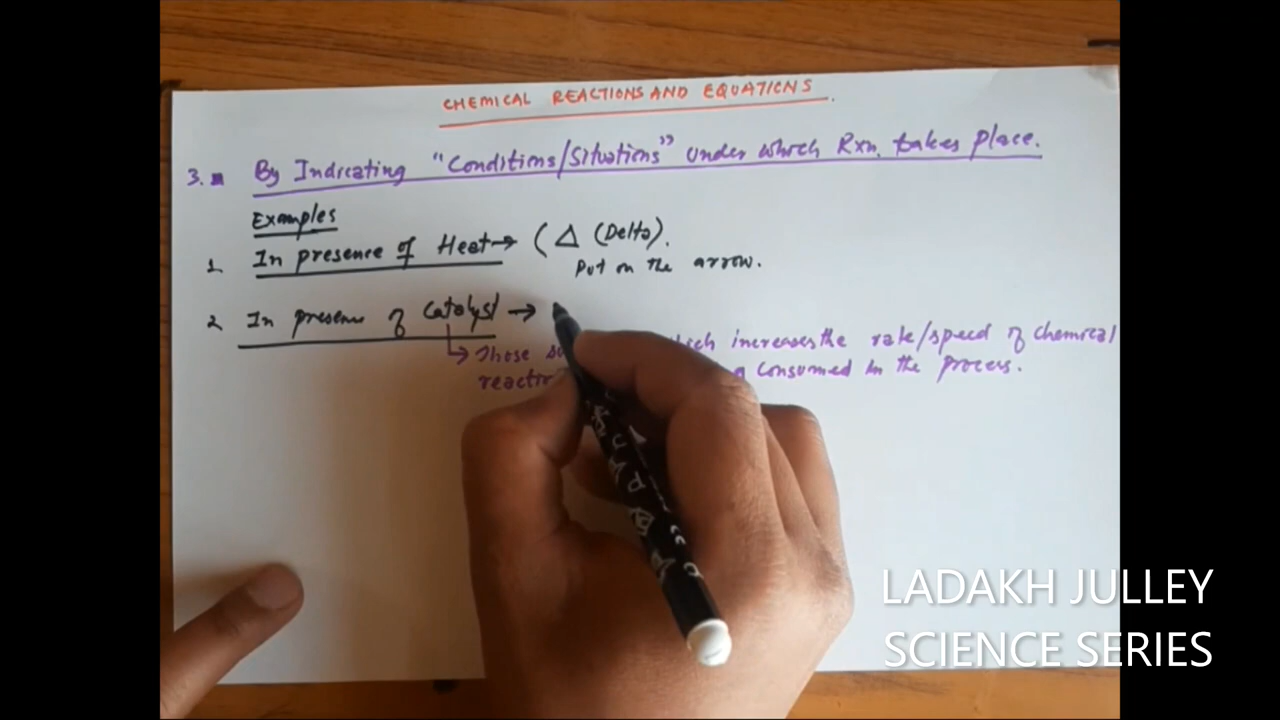 CHEMICAL REACTIONS AND EQUATIONS.
3. By Indicating "Conditions/Situations" under which Rxn. takes Place.
Examples
1. In presence of Heat → ( Δ (Delta).
Put on the arrow.
2 In presence of Catalyst →
→ Those increases the rate/speed of chemical
consumed in the process.
LADAKH JULLEY
SCIENCE SERIES